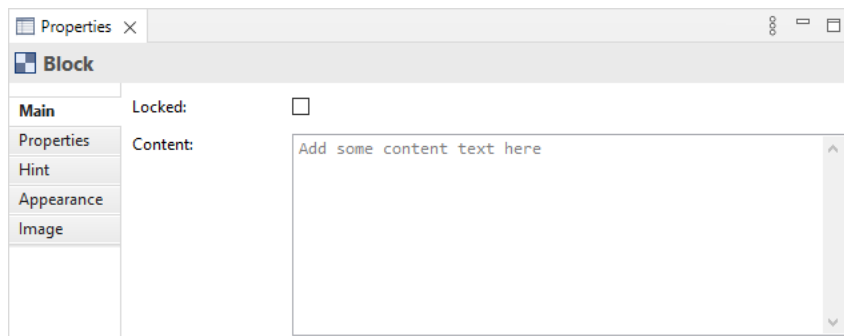 Properties
Block
Main
Locked:
Properties
Content:
Add some content text here
Hint
Appearance
Image